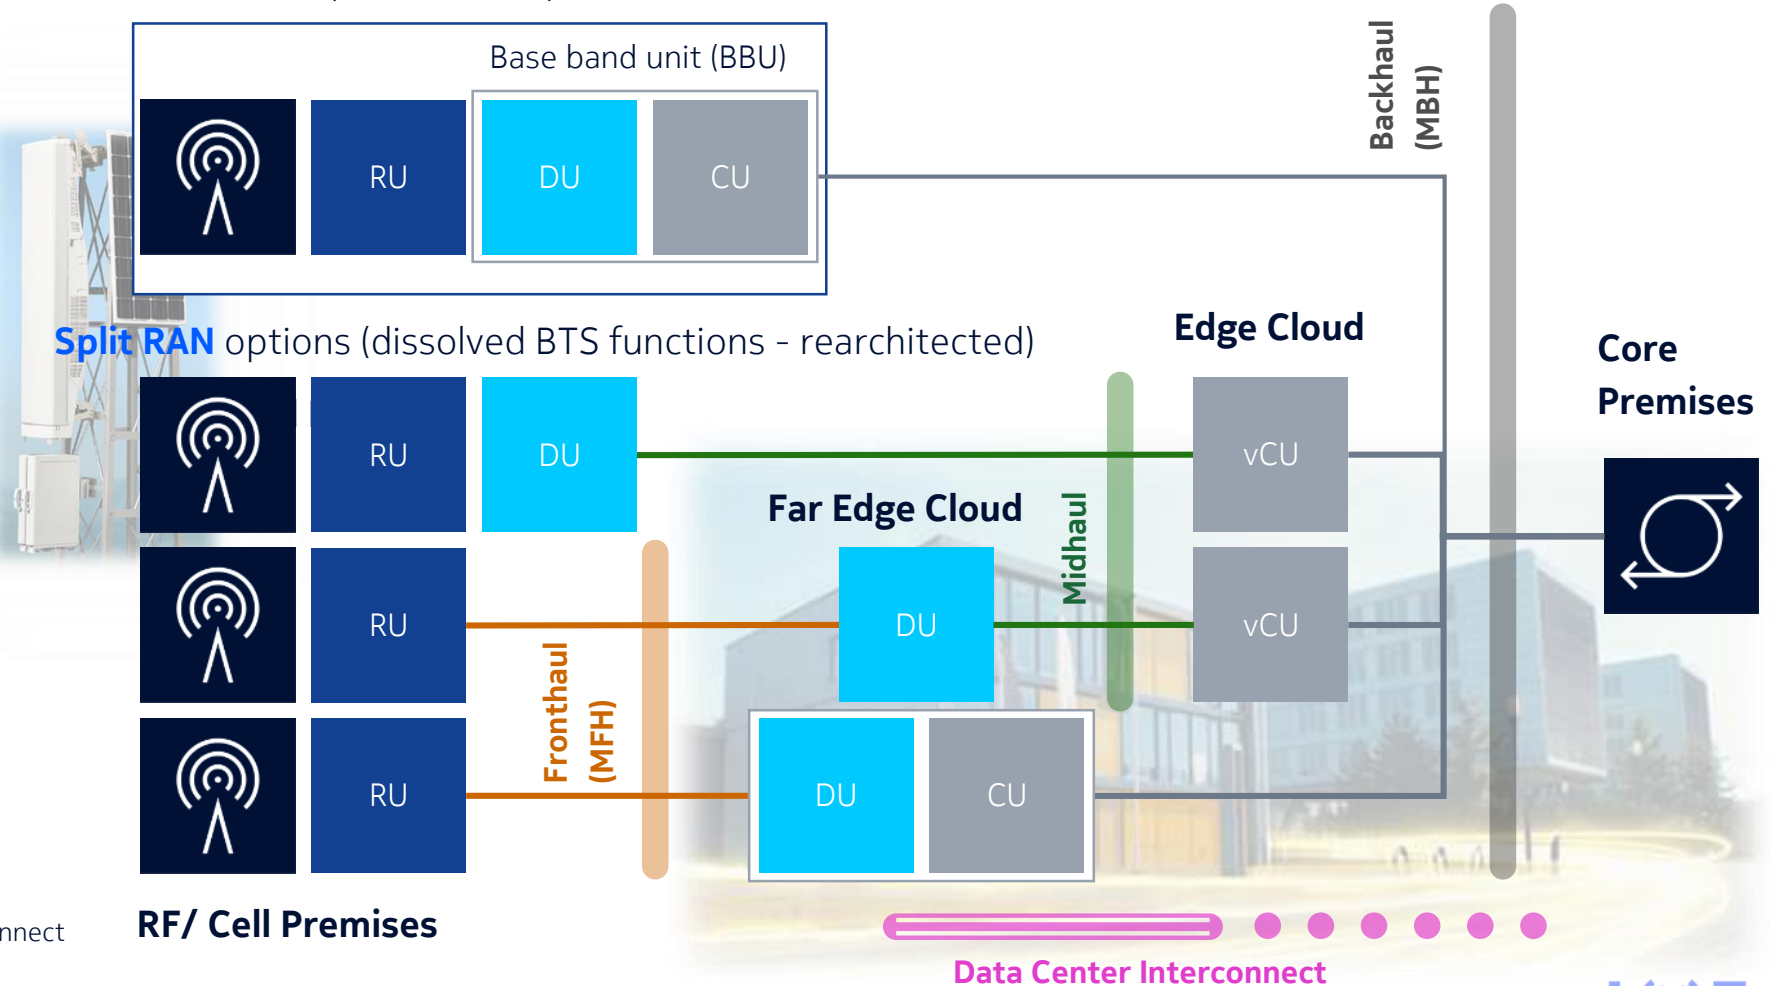 Base band unit (BBU)
Backhaul
(MBH)
RU
DU
CU
Split RAN options (dissolved BTS functions - rearchitected)
Edge Cloud
Core
Premises
RU
DU
vCU
Far Edge Cloud
Midhaul
RU
DU
vCU
Fronthaul
(MFH)
RU
DU
CU
RF/ Cell Premises
Data Center Interconnect